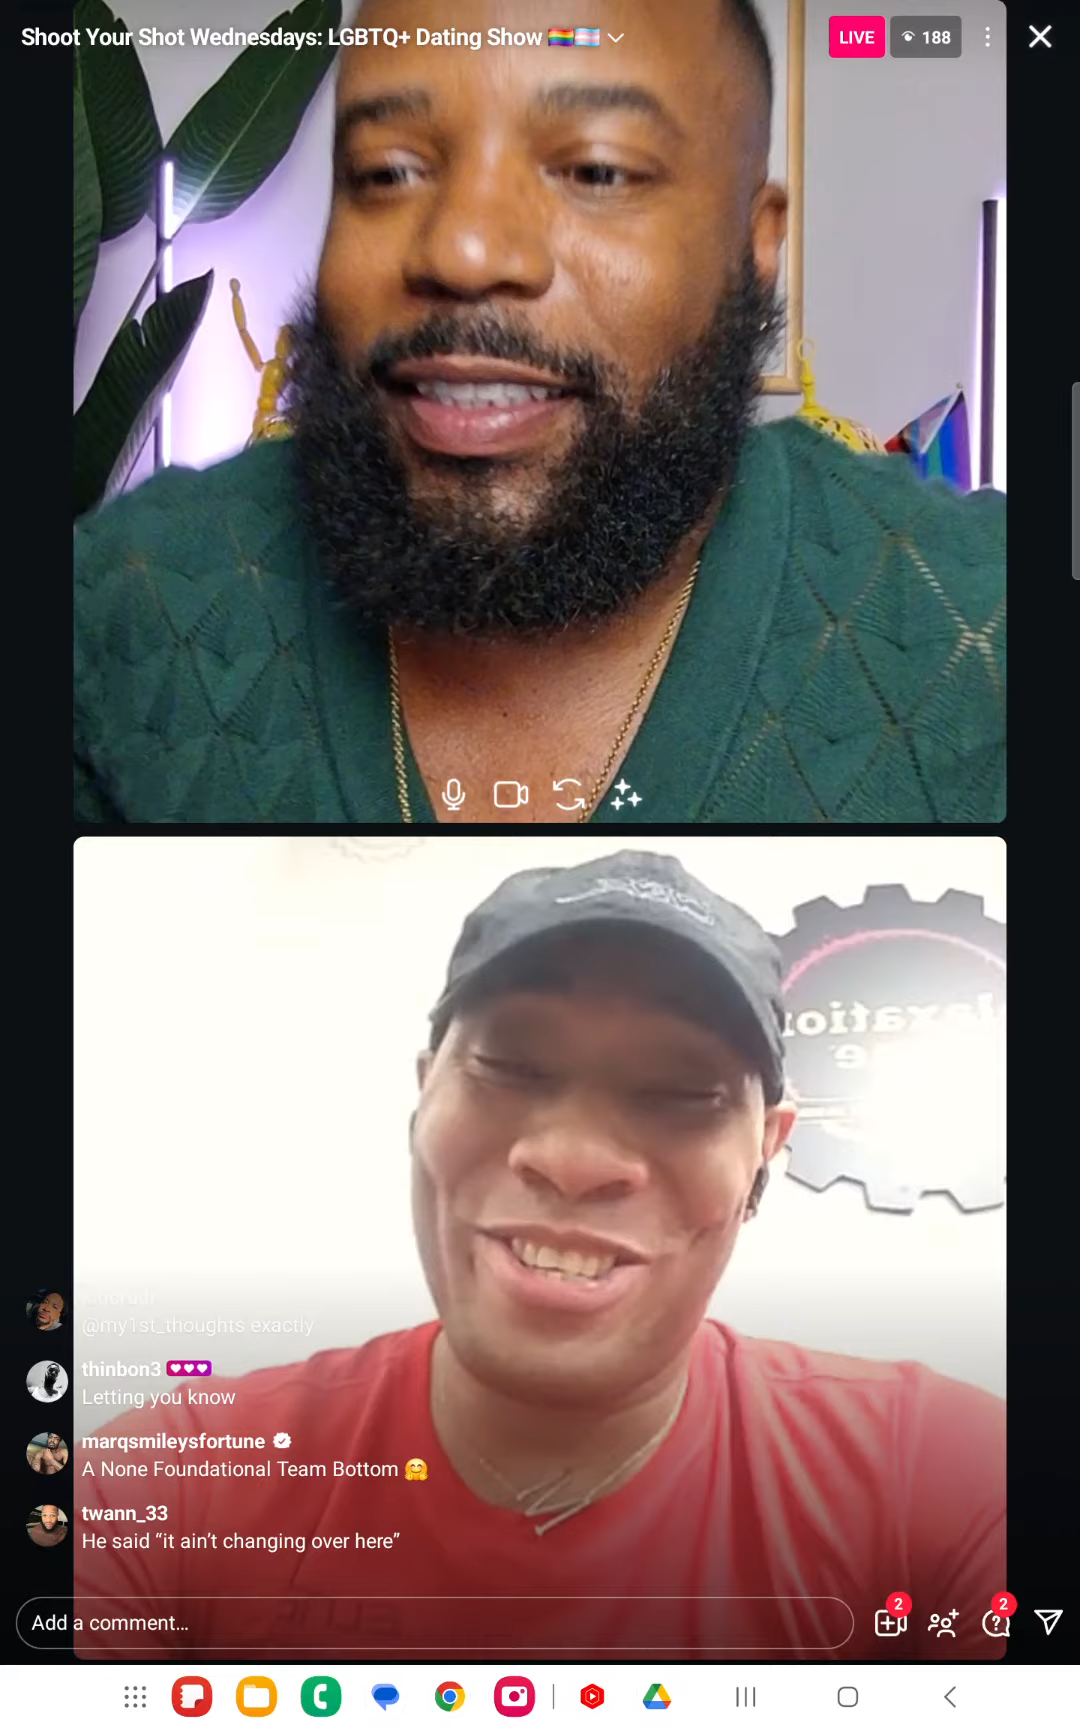 Shoot Your Shot Wednesdays: LGBTQ+ Dating Show 🏳️‍🌈🏳️‍⚧️
LIVE
188
@my1st_thoughts exactly
thinbon3
Letting you know
marqsmileysfortune
A None Foundational Team Bottom 🤗
twann_33
He said “it ain’t changing over here”
Add a comment...
2
2